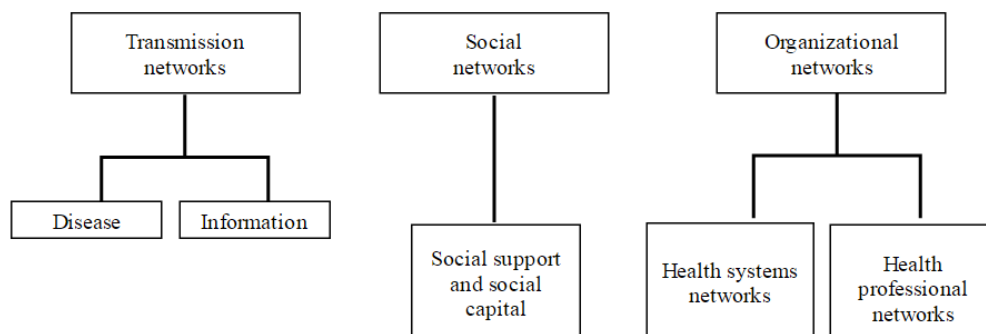 Transmission
networks
Social
networks
Organizational
networks
Disease
Information
Social support
and social
capital
Health systems
networks
Health
professional
networks